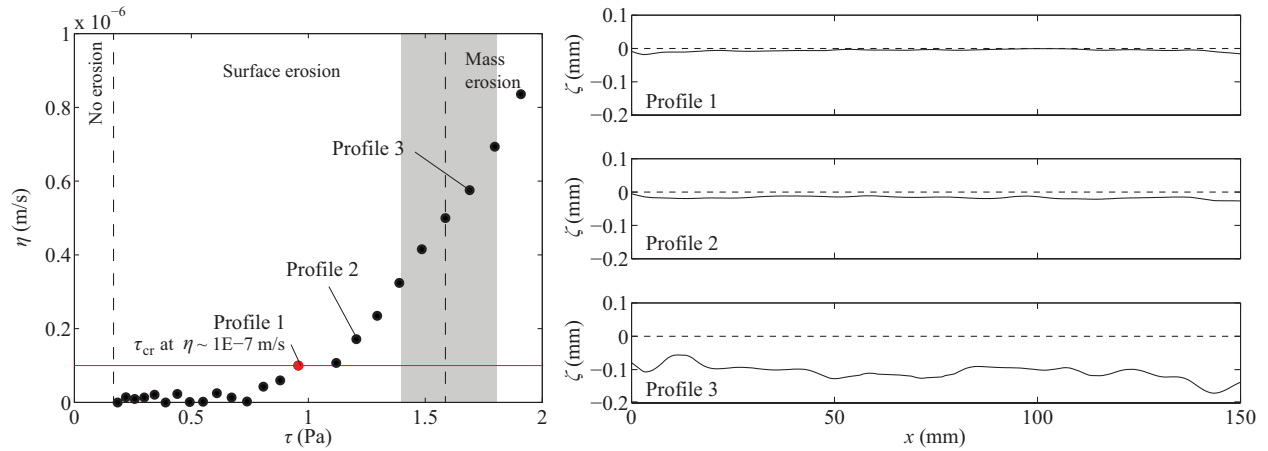 x 10^-6
1
0.8
0.6
0.4
0.2
0
η (m/s)
No erosion
Surface erosion
Mass
erosion
Profile 3
Profile 2
Profile 1
τcr at η ~ 1E−7 m/s
0
0.5
1
1.5
2
τ (Pa)
0.1
0
−0.1
−0.2
ζ (mm)
Profile 1
0.1
0
−0.1
−0.2
ζ (mm)
Profile 2
0.1
0
−0.1
−0.2
ζ (mm)
Profile 3
0
50
100
150
x (mm)